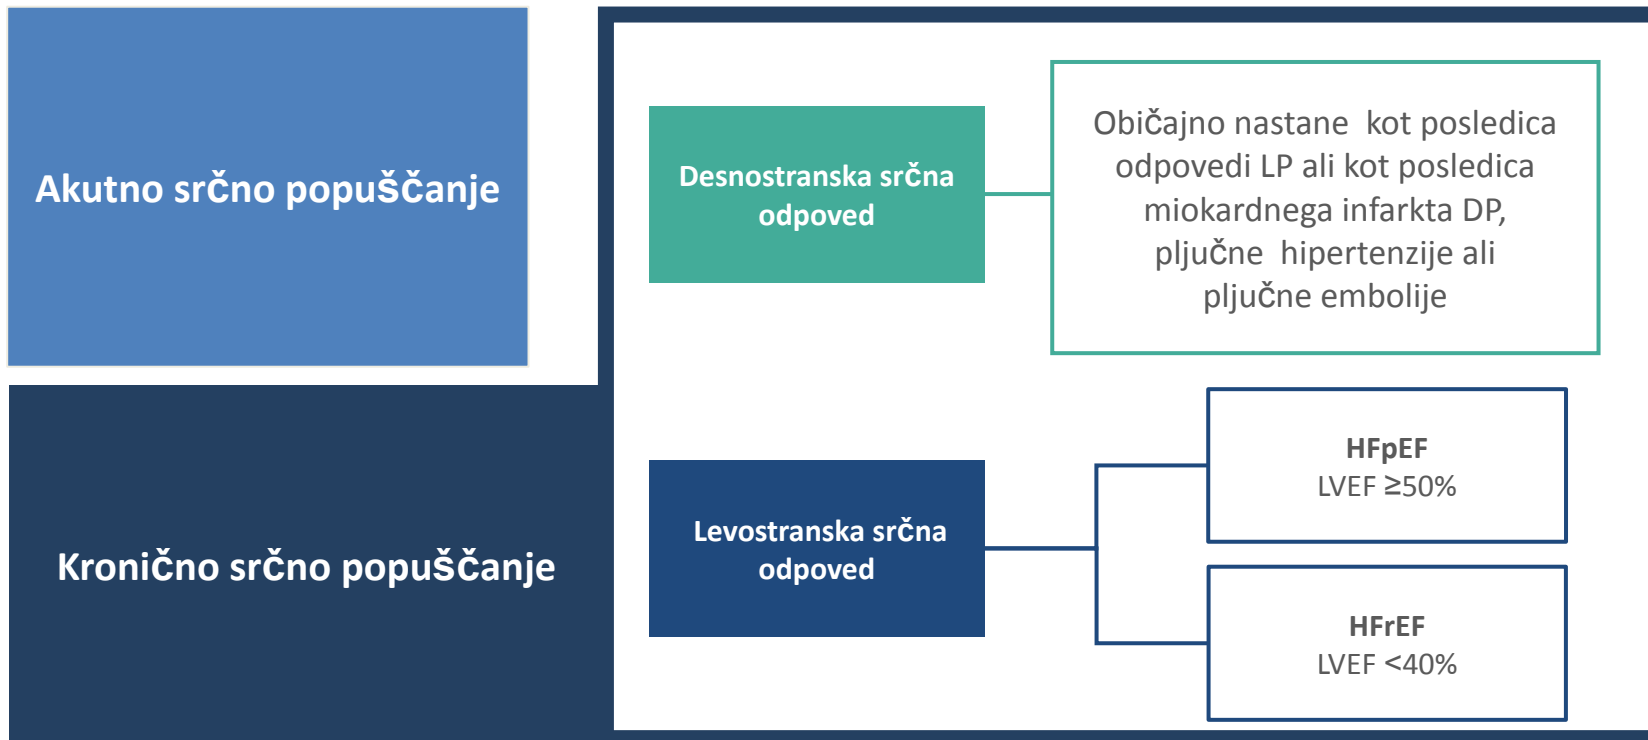 Akutno srčno popuščanje
Desnostranska srčna
odpoved
Običajno nastane kot posledica
odpovedi LP ali kot posledica
miokardnega infarkta DP,
pljučne hipertenzije ali
pljučne embolije
Kronično srčno popuščanje
Levostranska srčna
odpoved
HFpEF
LVEF ≥50%
HFrEF
LVEF <40%